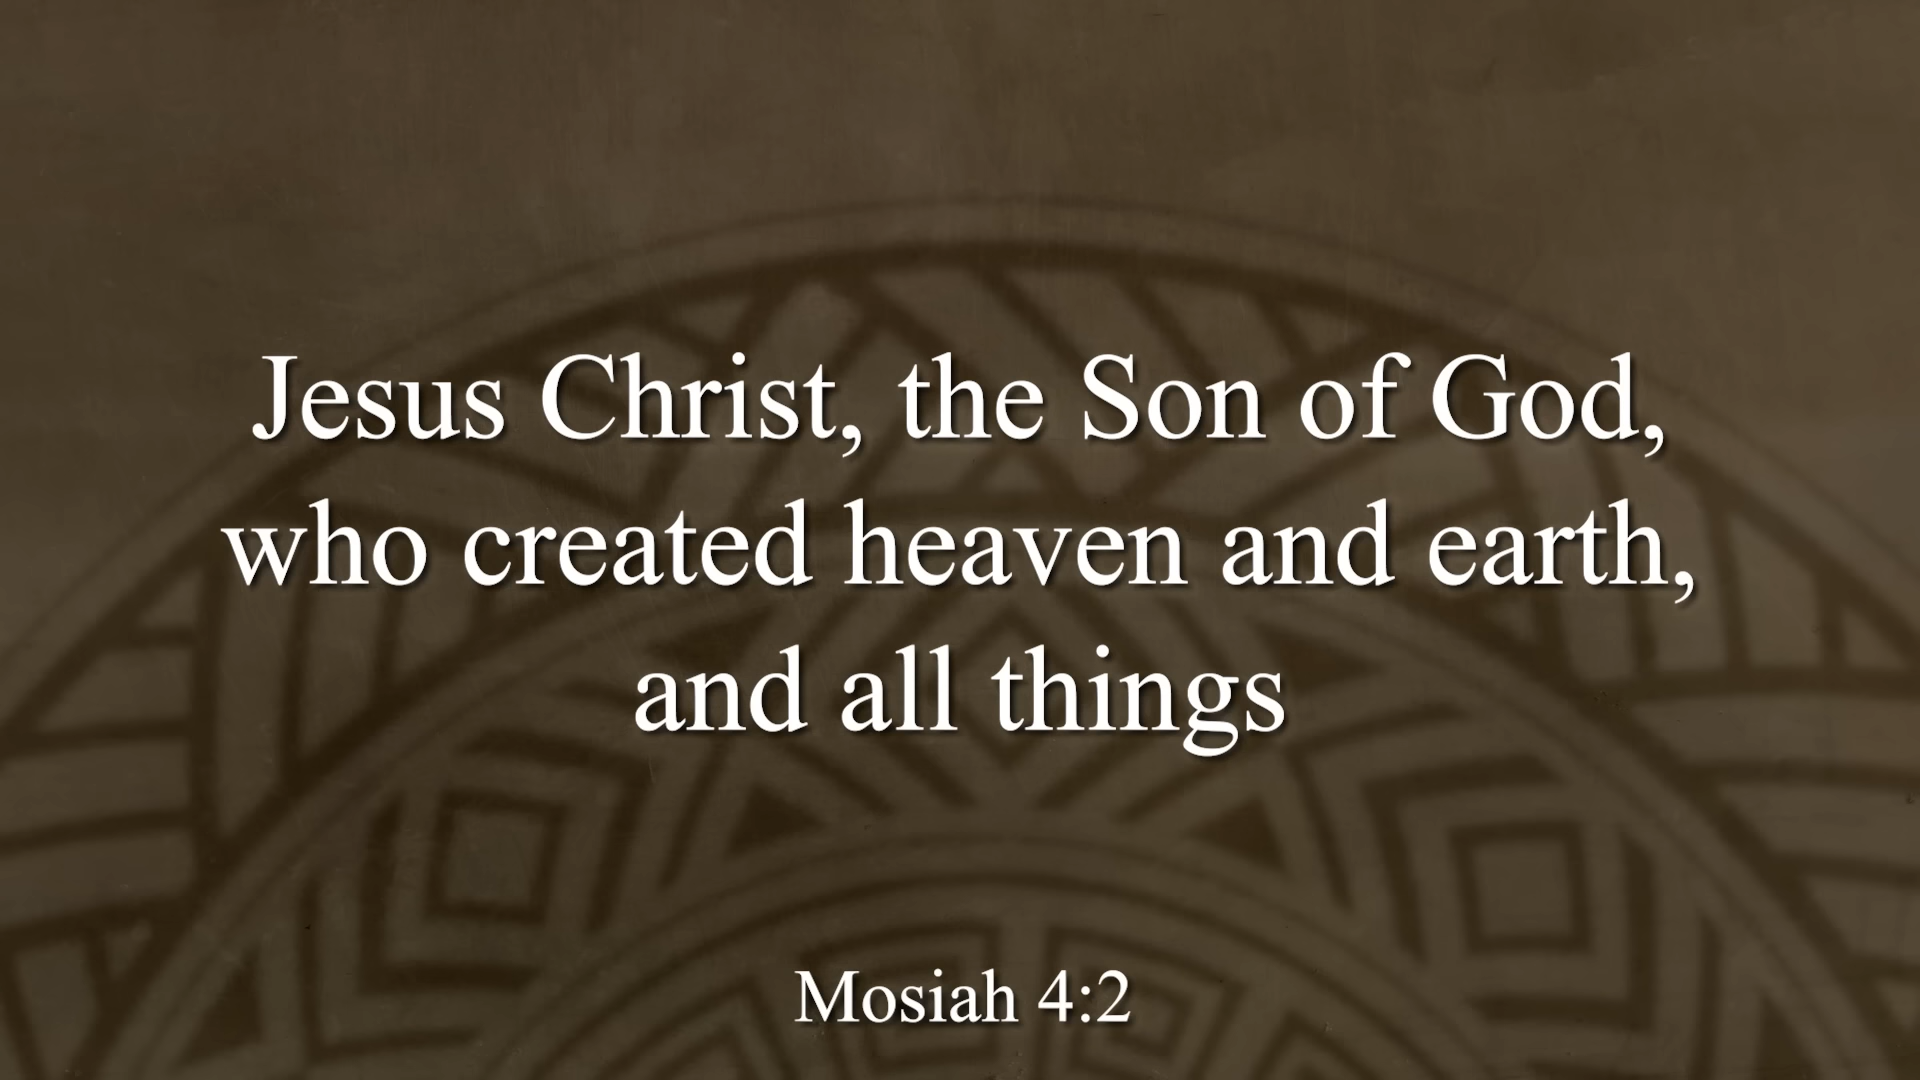 Jesus Christ, the Son of God,
who created heaven and earth,
and all things
Mosiah 4:2